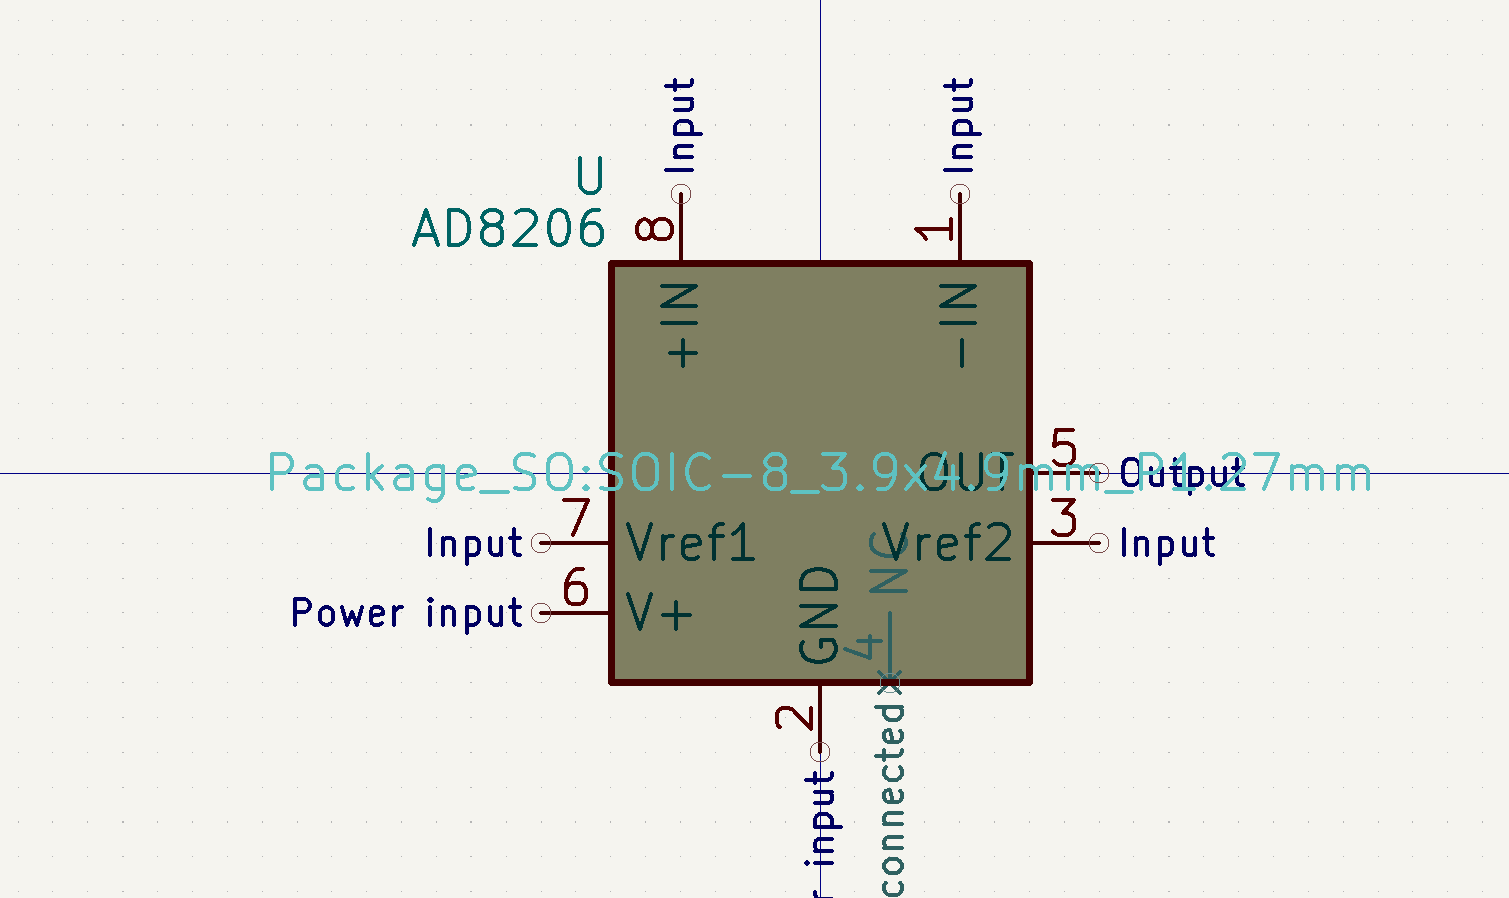 Input
Input
U
AD8206
8
1
+IN
-IN
5
Package_SO:SOIC-8_3.9x4.9mm_P1.27mm
OUT
Output
7
3
Input
Vref1
Vref2
Input
NC
6
Power input
V+
GND
4
2
r input
connected